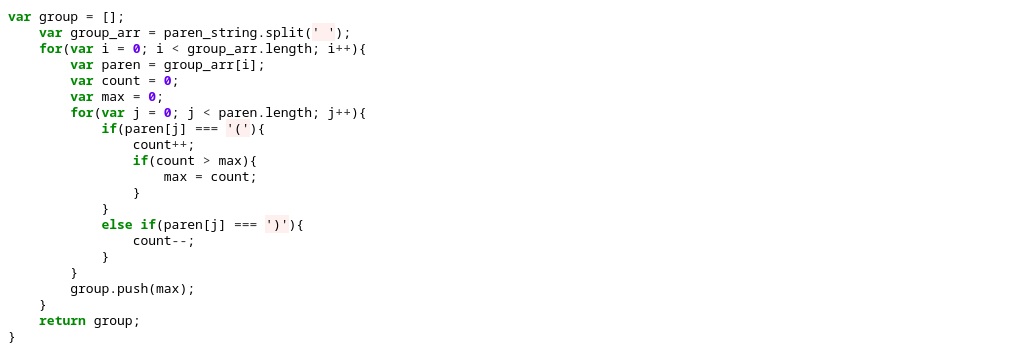 var group = [];
    var group_arr = paren_string.split(' ');
    for(var i = 0; i < group_arr.length; i++){
        var paren = group_arr[i];
        var count = 0;
        var max = 0;
        for(var j = 0; j < paren.length; j++){
            if(paren[j] === '('){
                count++;
                if(count > max){
                    max = count;
                }
            }
            else if(paren[j] === ')'){
                count--;
            }
        }
        group.push(max);
    }
    return group;
}